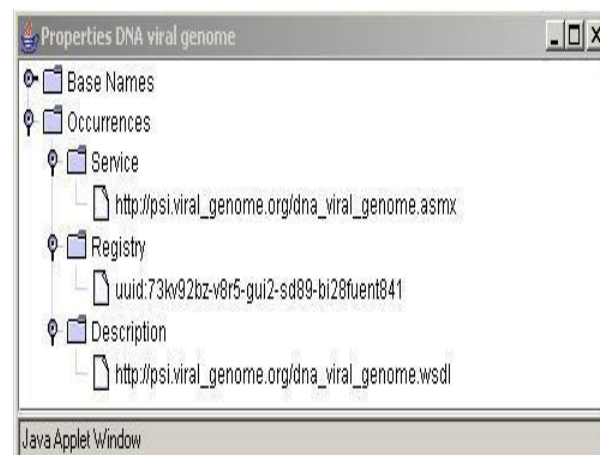 Properties DNA viral genome
Base Names
Occurrences
Service
http://psi.viral_genome.org/dna_viral_genome.asmx
Registry
uuid:73kv92bz-v8r5-gui2-sd89-bi28fuent841
Description
http://psi.viral_genome.org/dna_viral_genome.wsdl
Java Applet Window